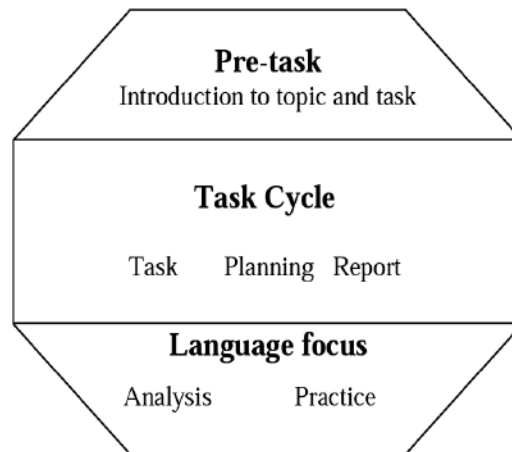 Pre-task
Introduction to topic and task
Task Cycle
Task Planning Report
Language focus
Analysis Practice